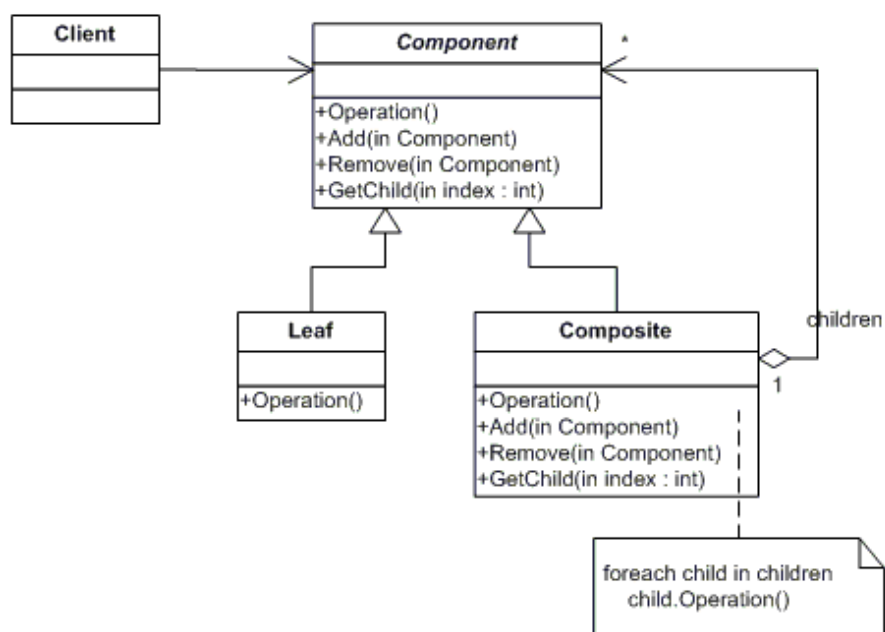 Client
Component
*
+Operation()
+Add(in Component)
+Remove(in Component)
+GetChild(in index : int)
Leaf
+Operation()
Composite
+Operation()
+Add(in Component)
+Remove(in Component)
+GetChild(in index : int)
children
1
foreach child in children
child.Operation()